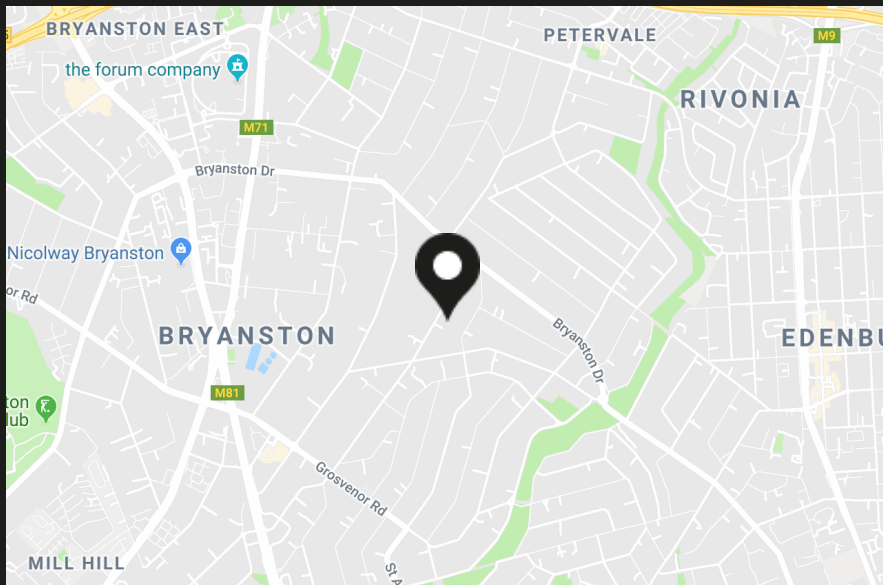 BRYANSTON EAST
PETERVALE
M9
the forum company
RIVONIA
M71
Bryanston Dr
Nicolway Bryanston
or Rd
Bryanston Dr
BRYANSTON
EDENBU
M81
ton
lub
Grosvenor Rd
MILL HILL
St A